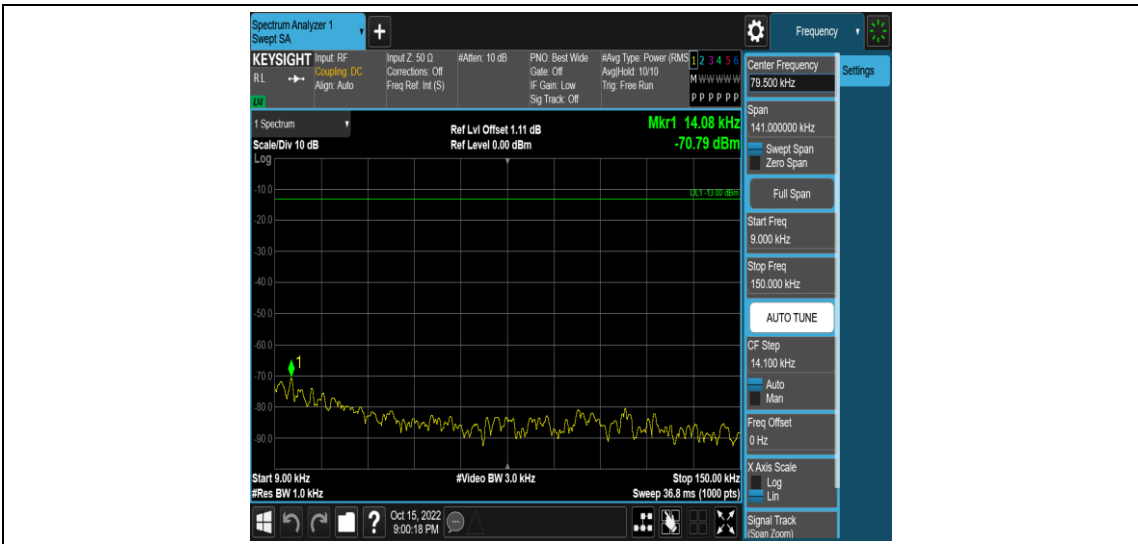 Spectrum Analyzer 1
Swept SA
Frequency
KEYSIGHT
Input: RF
Input Z: 50 Ω
#Atten: 10 dB
PNO: Best Wide
#Avg Type: Power (RMS
1 2 3 4 5 6
R L
Coupling: DC
Corrections: Off
Gate: Off
Avg|Hold: 10/10
M W W W W W
Align: Auto
Freq Ref: Int (S)
IF Gain: Low
Trig: Free Run
Sig Track: Off
P P P P P P
Center Frequency
79.500 kHz
Settings
Span
141.000000 kHz
Swept Span
Zero Span
Full Span
Start Freq
9.000 kHz
Stop Freq
150.000 kHz
AUTO TUNE
CF Step
14.100 kHz
Auto
Man
Freq Offset
0 Hz
X Axis Scale
Log
Lin
Signal Track
(Span Zoom)
1 Spectrum
Scale/Div 10 dB
Ref Lvl Offset 1.11 dB
Ref Level 0.00 dBm
Mkr1 14.08 kHz
-70.79 dBm
Log
DL1 -13.00 dBm
-10.0
-20.0
-30.0
-40.0
-50.0
-60.0
1
-70.0
-80.0
-90.0
Start 9.00 kHz
#Video BW 3.0 kHz
Stop 150.00 kHz
#Res BW 1.0 kHz
Sweep 36.8 ms (1000 pts)
?
Oct 15, 2022
9:00:18 PM